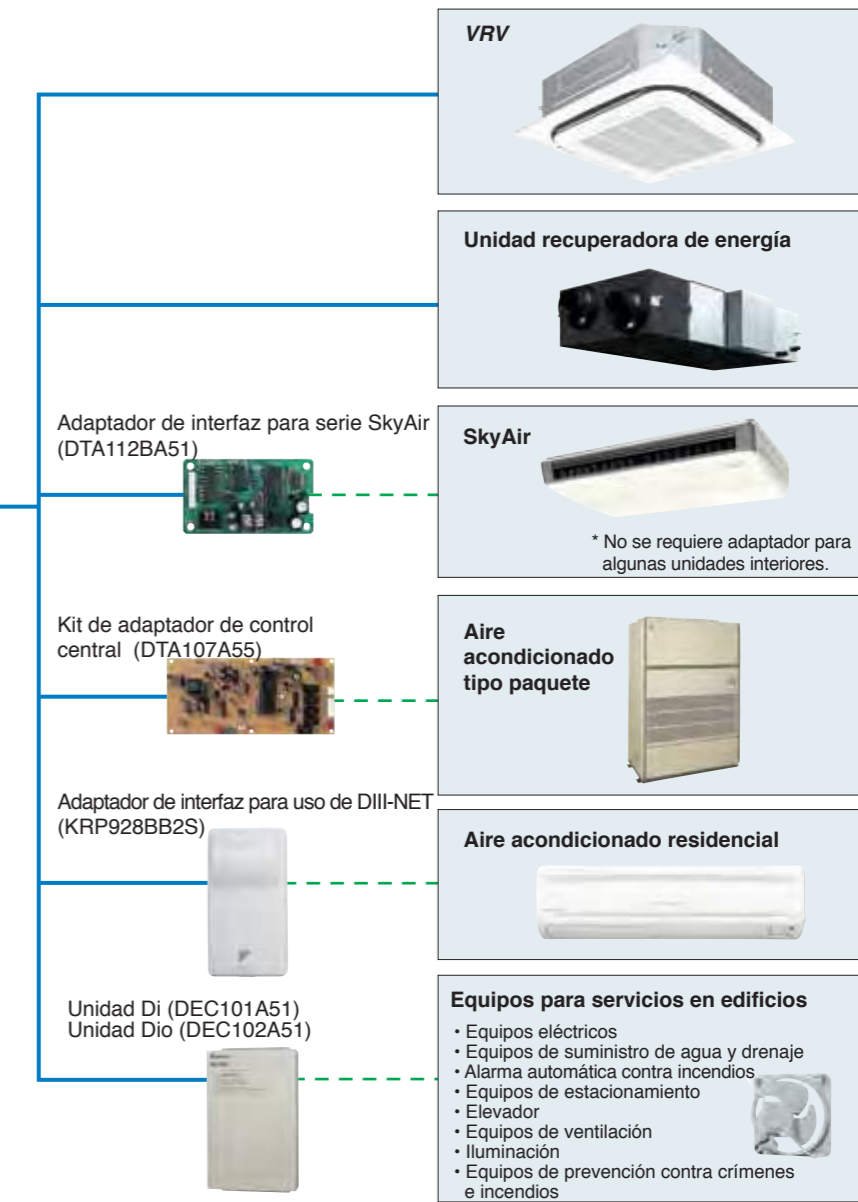 VRV
Unidad recuperadora de energía
Adaptador de interfaz para serie SkyAir
(DTA112BA51)
SkyAir
* No se requiere adaptador para
algunas unidades interiores.
Kit de adaptador de control
central (DTA107A55)
Aire
acondicionado
tipo paquete
Adaptador de interfaz para uso de DIII-NET
(KRP928BB2S)
Aire acondicionado residencial
Unidad Di (DEC101A51)
Unidad Dio (DEC102A51)
Equipos para servicios en edificios
• Equipos eléctricos
• Equipos de suministro de agua y drenaje
• Alarma automática contra incendios
• Equipos de estacionamiento
• Elevador
• Equipos de ventilación
• Iluminación
• Equipos de prevención contra crímenes
e incendios